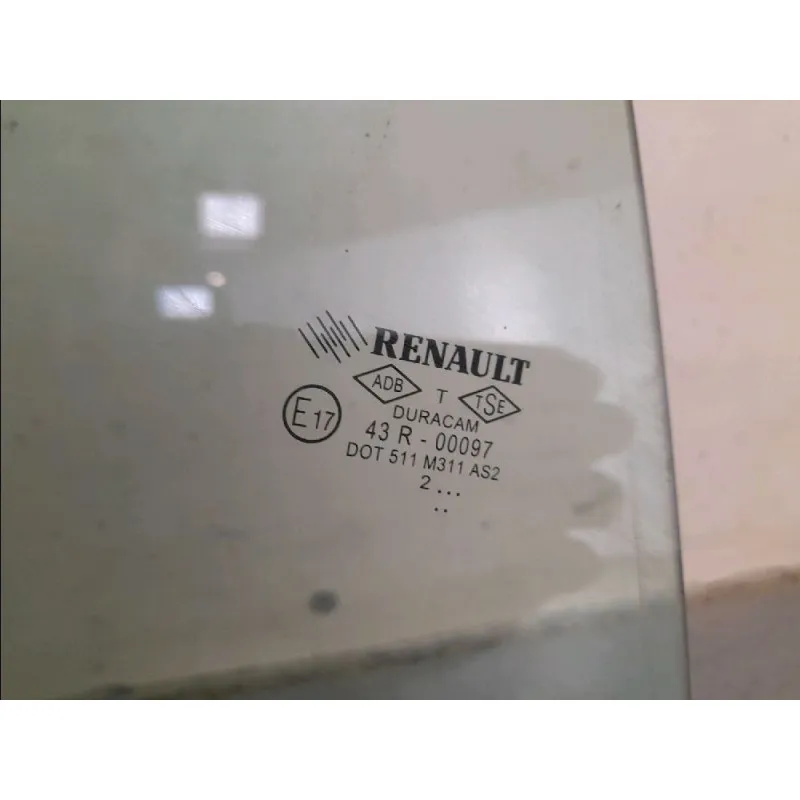 RENAULT
ADB T TSE
DURACAM
E17
43 R - 00097
DOT 511 M311 AS2
2 ...
..